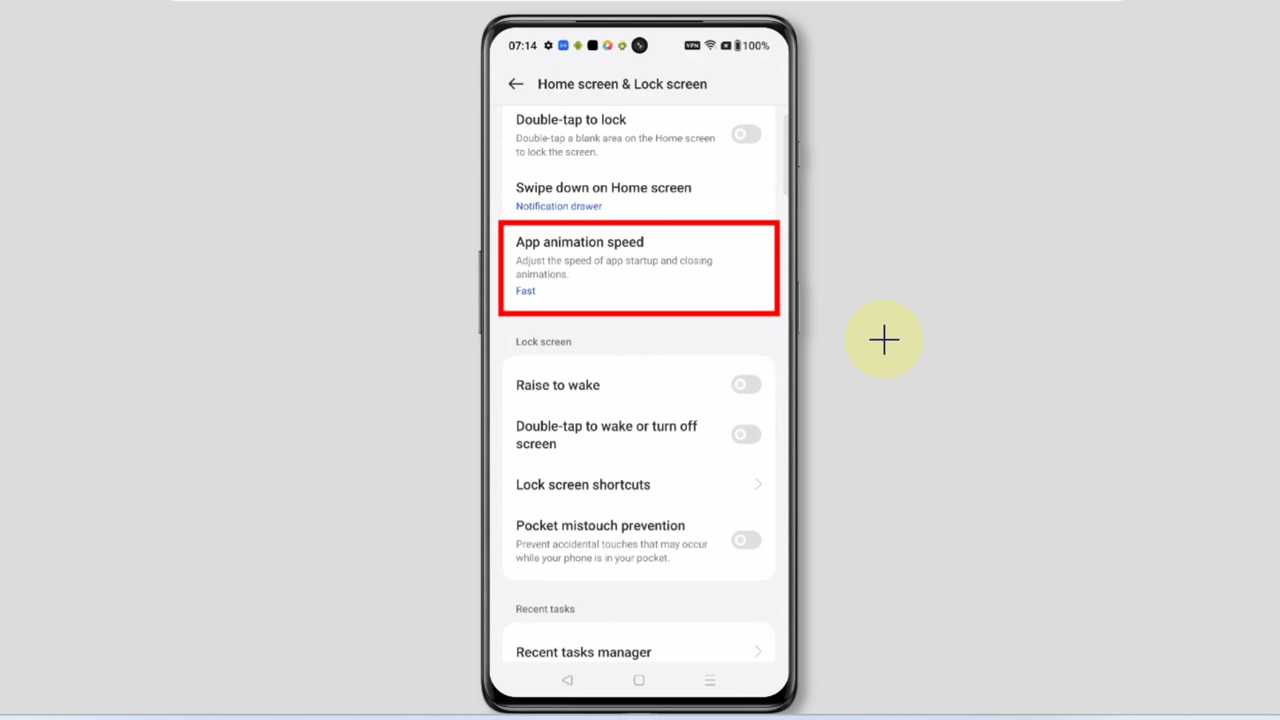 07:14 VPN 100%
Home screen & Lock screen
Double-tap to lock
Double-tap a blank area on the Home screen
to lock the screen.
Swipe down on Home screen
Notification drawer
App animation speed
Adjust the speed of app startup and closing
animations.
Fast
Lock screen
Raise to wake
Double-tap to wake or turn off
screen
Lock screen shortcuts
Pocket mistouch prevention
Prevent accidental touches that may occur
while your phone is in your pocket.
Recent tasks
Recent tasks manager